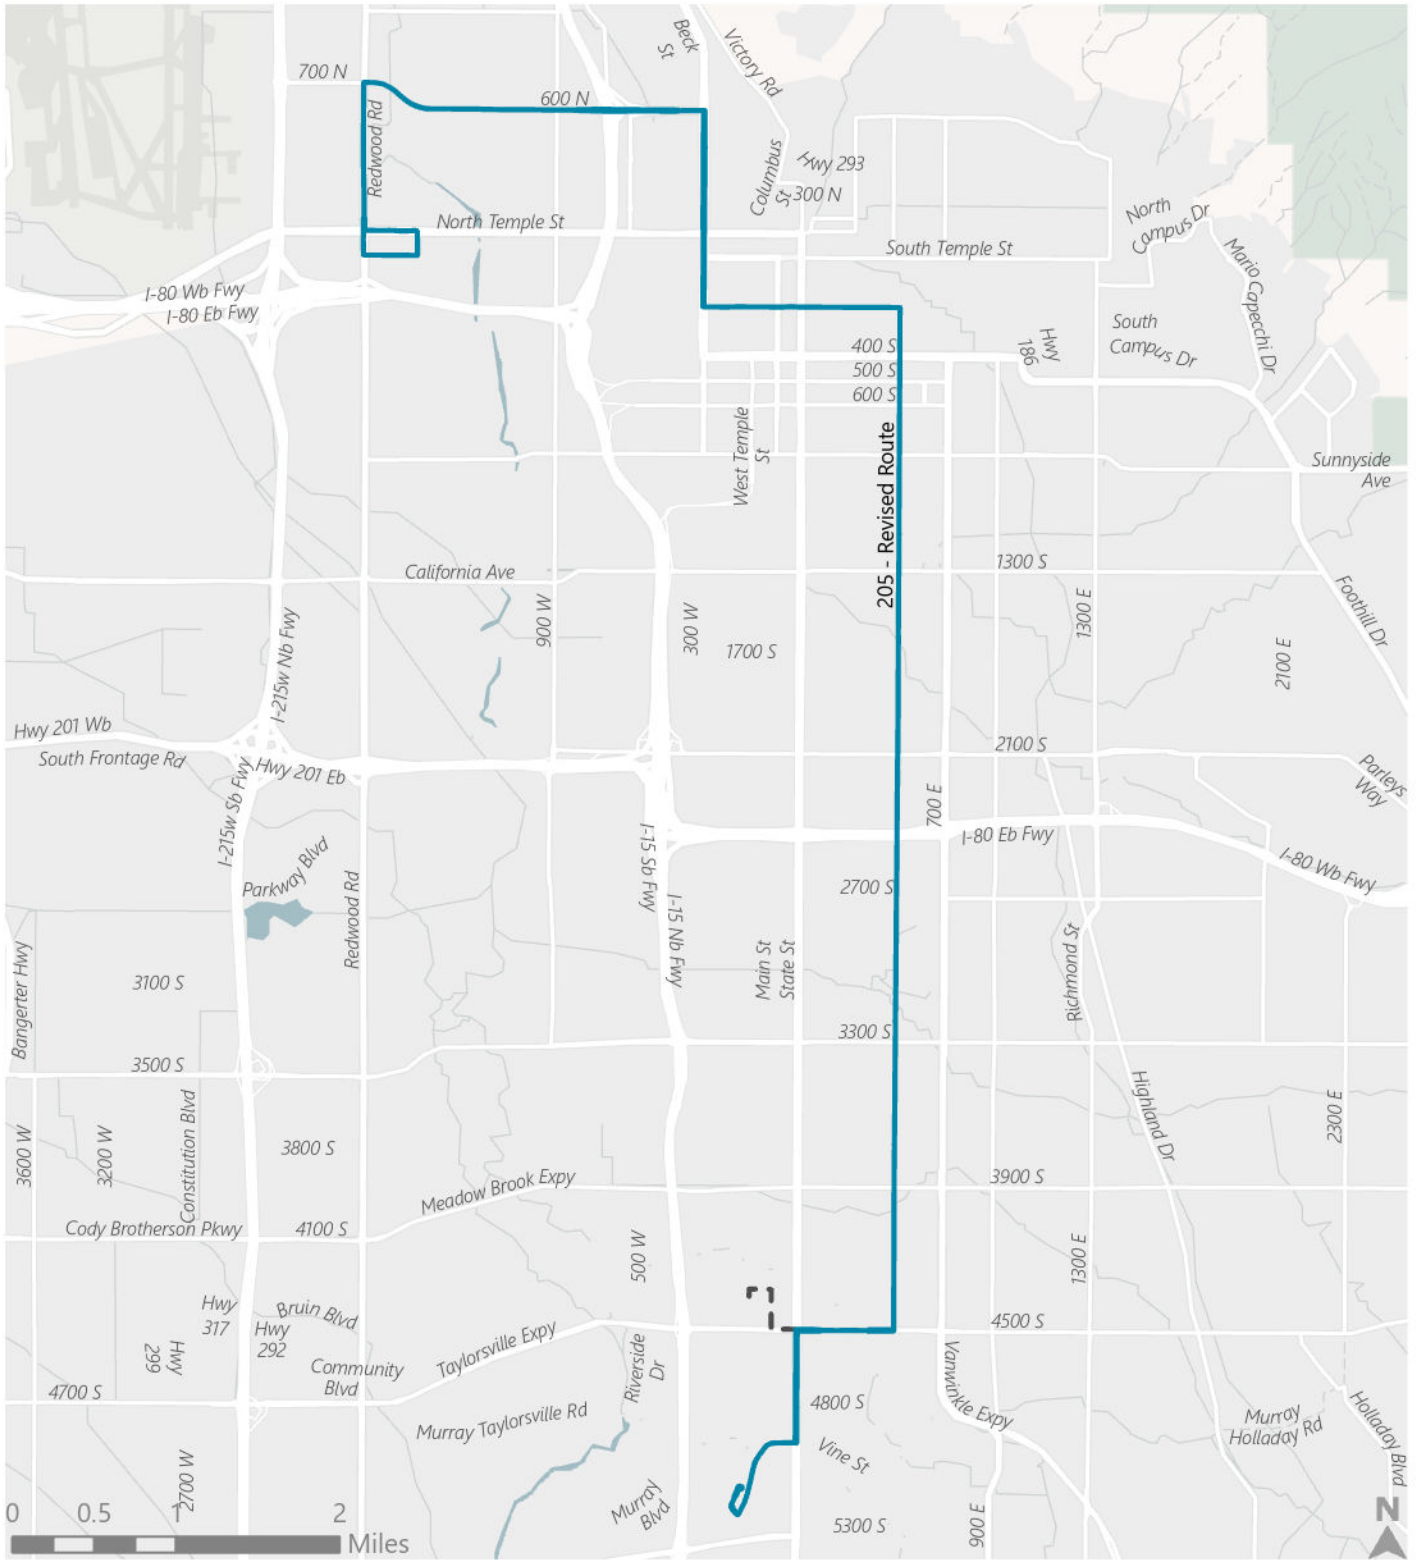 Beck
St
Victory Rd
700 N
600 N
Redwood Rd
Columbus
St
Hwy 293
300 N
North
Campus Dr
North Temple St
South Temple St
Mario Capecchi Dr
I-80 Wb Fwy
I-80 Eb Fwy
South
Campus Dr
Hwy
186
400 S
500 S
600 S
West Temple
St
205 - Revised Route
Sunnyside
Ave
California Ave
1300 S
900 W
300 W
1300 E
Foothill Dr
1700 S
2100 E
I-215w Nb Fwy
Hwy 201 Wb
South Frontage Rd
Hwy 201 Eb
2100 S
Parleys
Way
I-215w Sb Fwy
700 E
I-80 Eb Fwy
I-80 Wb Fwy
I-15 Sb Fwy
Parkway Blvd
2700 S
Redwood Rd
I-15 Nb Fwy
Main St
State St
Richmond St
Bangerter Hwy
3100 S
3300 S
3500 S
Constitution Blvd
Highland Dr
2300 E
3600 W
3200 W
3800 S
Meadow Brook Expy
3900 S
Cody Brotherson Pkwy
4100 S
500 W
1300 E
Hwy
317
Bruin Blvd
Hwy
292
Hwy
299
4500 S
Taylorsville Expy
Community
Blvd
Riverside
Dr
4700 S
4800 S
Vanwinkle Expy
Murray Taylorsville Rd
Murray
Holladay Rd
Holladay Blvd
Vine St
2700 W
Murray
Blvd
5300 S
900 E
0 0.5 1 2
Miles
N